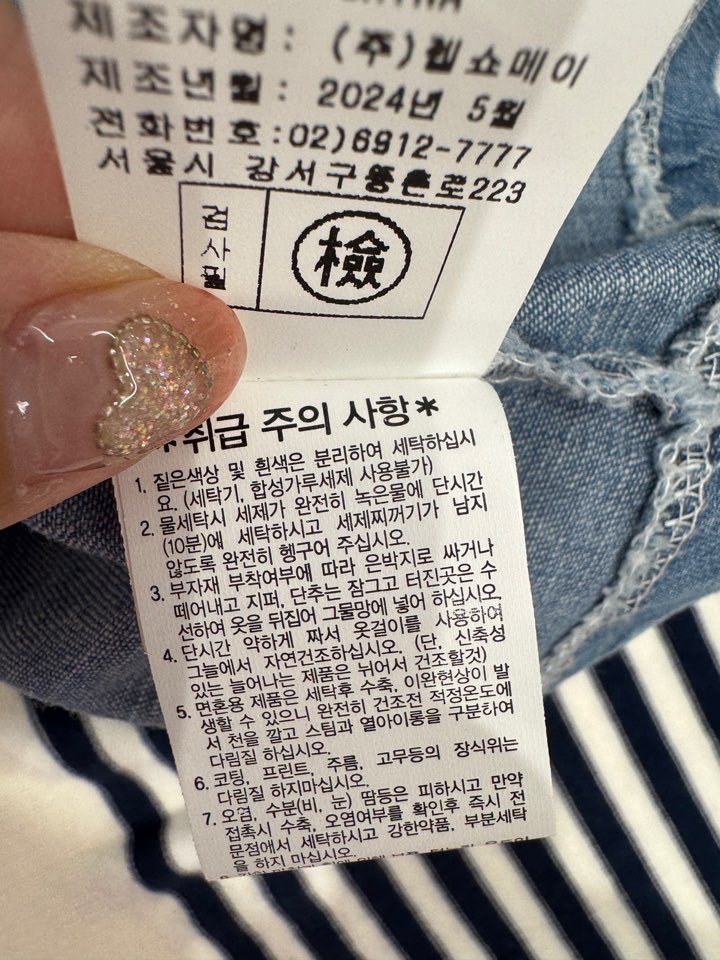 제조자명 : (주)렙쇼메이
제조년월 : 2024년 5월
전화번호:02)6912-7777
서울시 강서구등촌로223
검사필
檢
*취급 주의 사항*
1. 짙은색상 및 흰색은 분리하여 세탁하십시
요. (세탁기, 합성가루세제 사용불가)
2. 물세탁시 세제가 완전히 녹은물에 단시간
(10분)에 세탁하시고 세제찌꺼기가 남지
않도록 완전히 헹구어 주십시오.
3. 부자재 부착여부에 따라 은박지로 싸거나
떼어내고 지퍼, 단추는 잠그고 터진곳은 수
선하여 옷을 뒤집어 그물망에 넣어 하십시오.
4. 단시간 약하게 짜서 옷걸이를 사용하여
그늘에서 자연건조하십시오. (단, 신축성
있는 늘어나는 제품은 뉘어서 건조할것)
5. 면혼용 제품은 세탁후 수축, 이완현상이 발
생할 수 있으니 완전히 건조전 적정온도에
서 천을 깔고 스팀과 열아이롱을 구분하여
다림질 하십시오.
6. 코팅, 프린트, 주름, 고무등의 장식위는
다림질 하지마십시오.
7. 오염, 수분(비, 눈) 땀등은 피하시고 만약
접촉시 수축, 오염여부를 확인후 즉시 전
문점에서 세탁하시고 강한약품, 부분세탁
을 하지 마십시오.